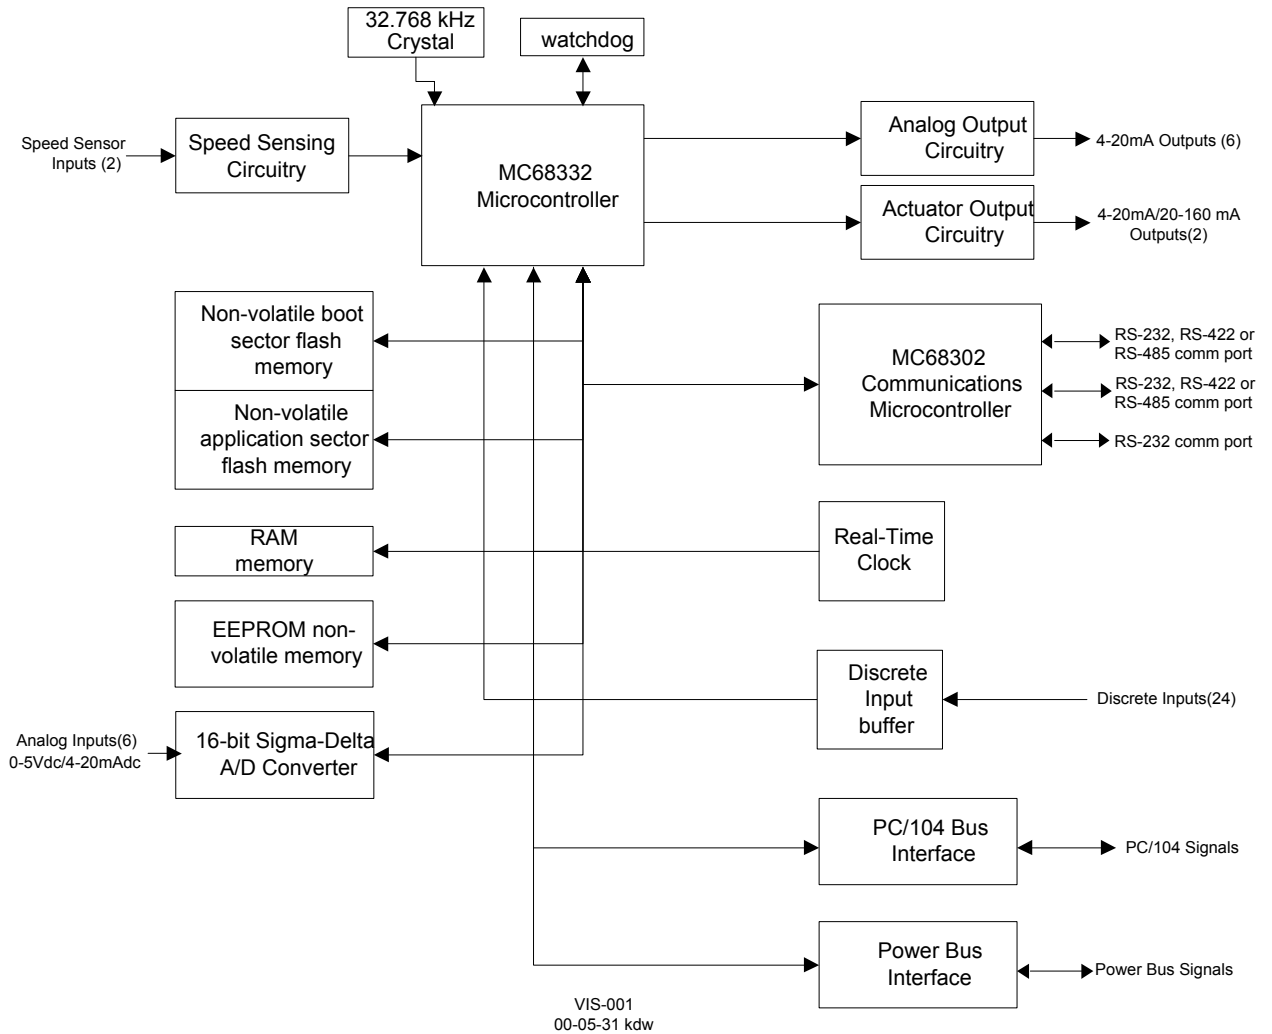 32.768 kHz
Crystal
watchdog
Speed Sensor
Inputs (2)
Speed Sensing
Circuitry
MC68332
Microcontroller
Analog Output
Circuitry
4-20mA Outputs (6)
Actuator Output
Circuitry
4-20mA/20-160 mA
Outputs(2)
Non-volatile boot
sector flash
memory
Non-volatile
application sector
flash memory
MC68302
Communications
Microcontroller
RS-232, RS-422 or
RS-485 comm port
RS-232, RS-422 or
RS-485 comm port
RS-232 comm port
RAM
memory
Real-Time
Clock
EEPROM non-
volatile memory
Discrete
Input
buffer
Discrete Inputs(24)
Analog Inputs(6)
0-5Vdc/4-20mAdc
16-bit Sigma-Delta
A/D Converter
PC/104 Bus
Interface
PC/104 Signals
Power Bus
Interface
Power Bus Signals
VIS-001
00-05-31 kdw